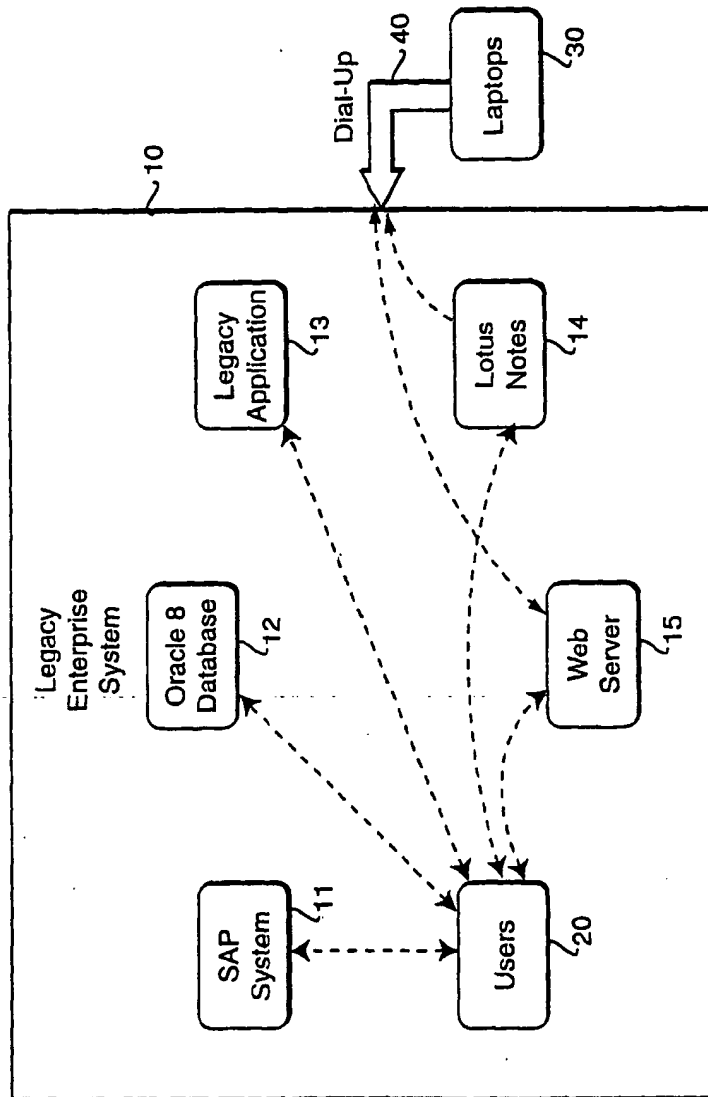 Legacy
Enterprise
System
10
SAP
System
11
Oracle 8
Database
12
Legacy
Application
13
Dial-Up
40
Users
20
Web
Server
15
Lotus
Notes
14
Laptops
30